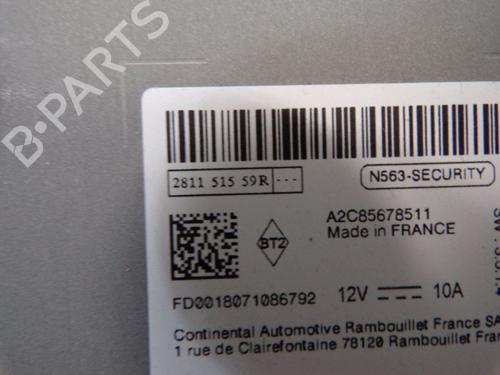 B-PARTS
2811 515 59R ---
N563-SECURITY
A2C85678511
Made in FRANCE
BT2
FD0018071086792 12V 10A
Continental Automotive Rambouillet France SA
1 rue de Clairefontaine 78120 Rambouillet Fran